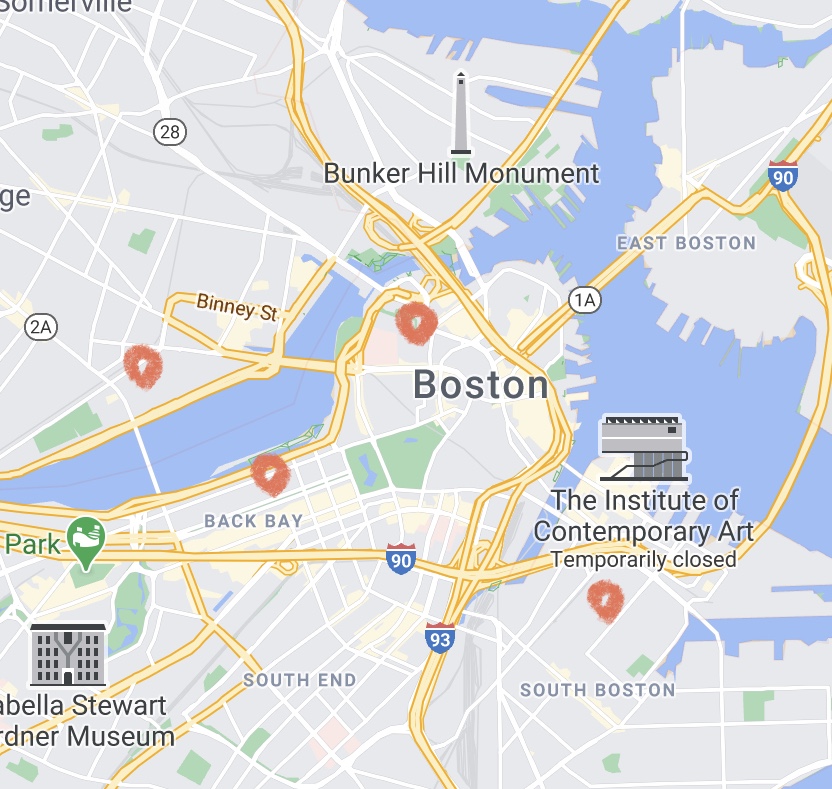 Somerville
28
Bunker Hill Monument
90
ge
EAST BOSTON
1A
Binney St
2A
Boston
The Institute of
Contemporary Art
Temporarily closed
BACK BAY
Park
90
93
SOUTH END
SOUTH BOSTON
abella Stewart
rdner Museum